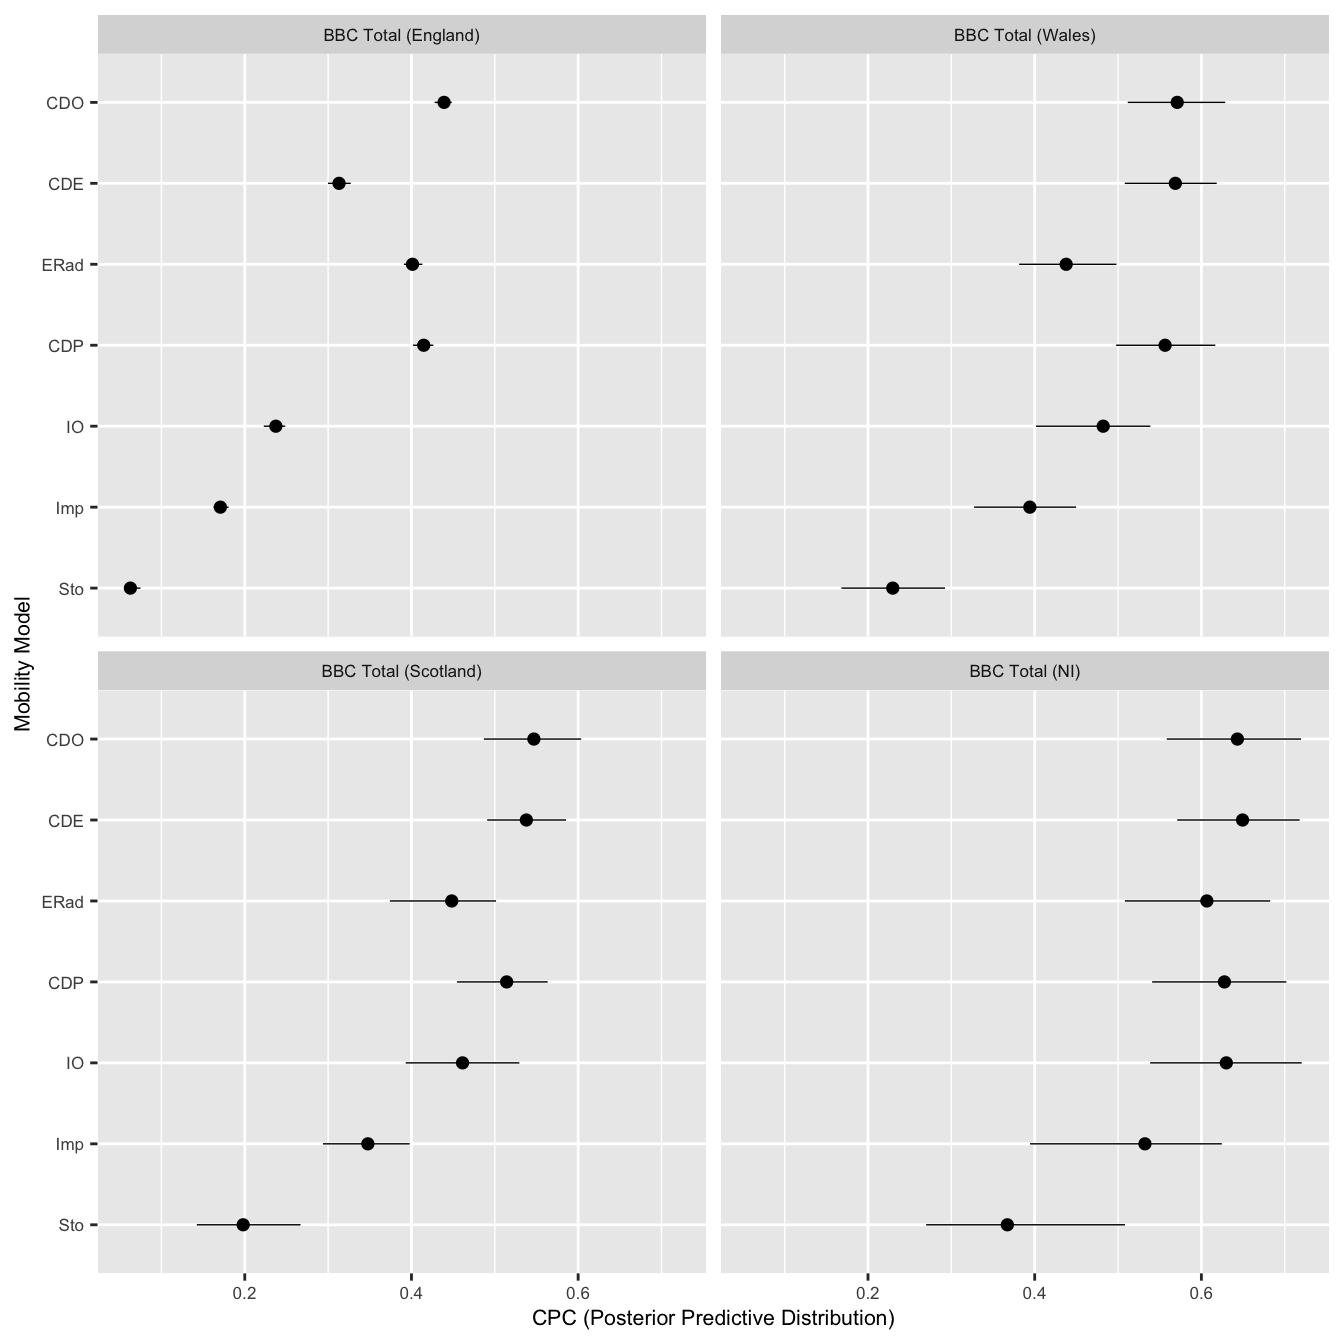 BBC Total (England)
BBC Total (Wales)
CDO
CDE
ERad
CDP
IO
Imp
Sto
BBC Total (Scotland)
BBC Total (NI)
CDO
CDE
ERad
CDP
IO
Imp
Sto
0.2
0.4
0.6
0.2
0.4
0.6
Mobility Model
CPC (Posterior Predictive Distribution)